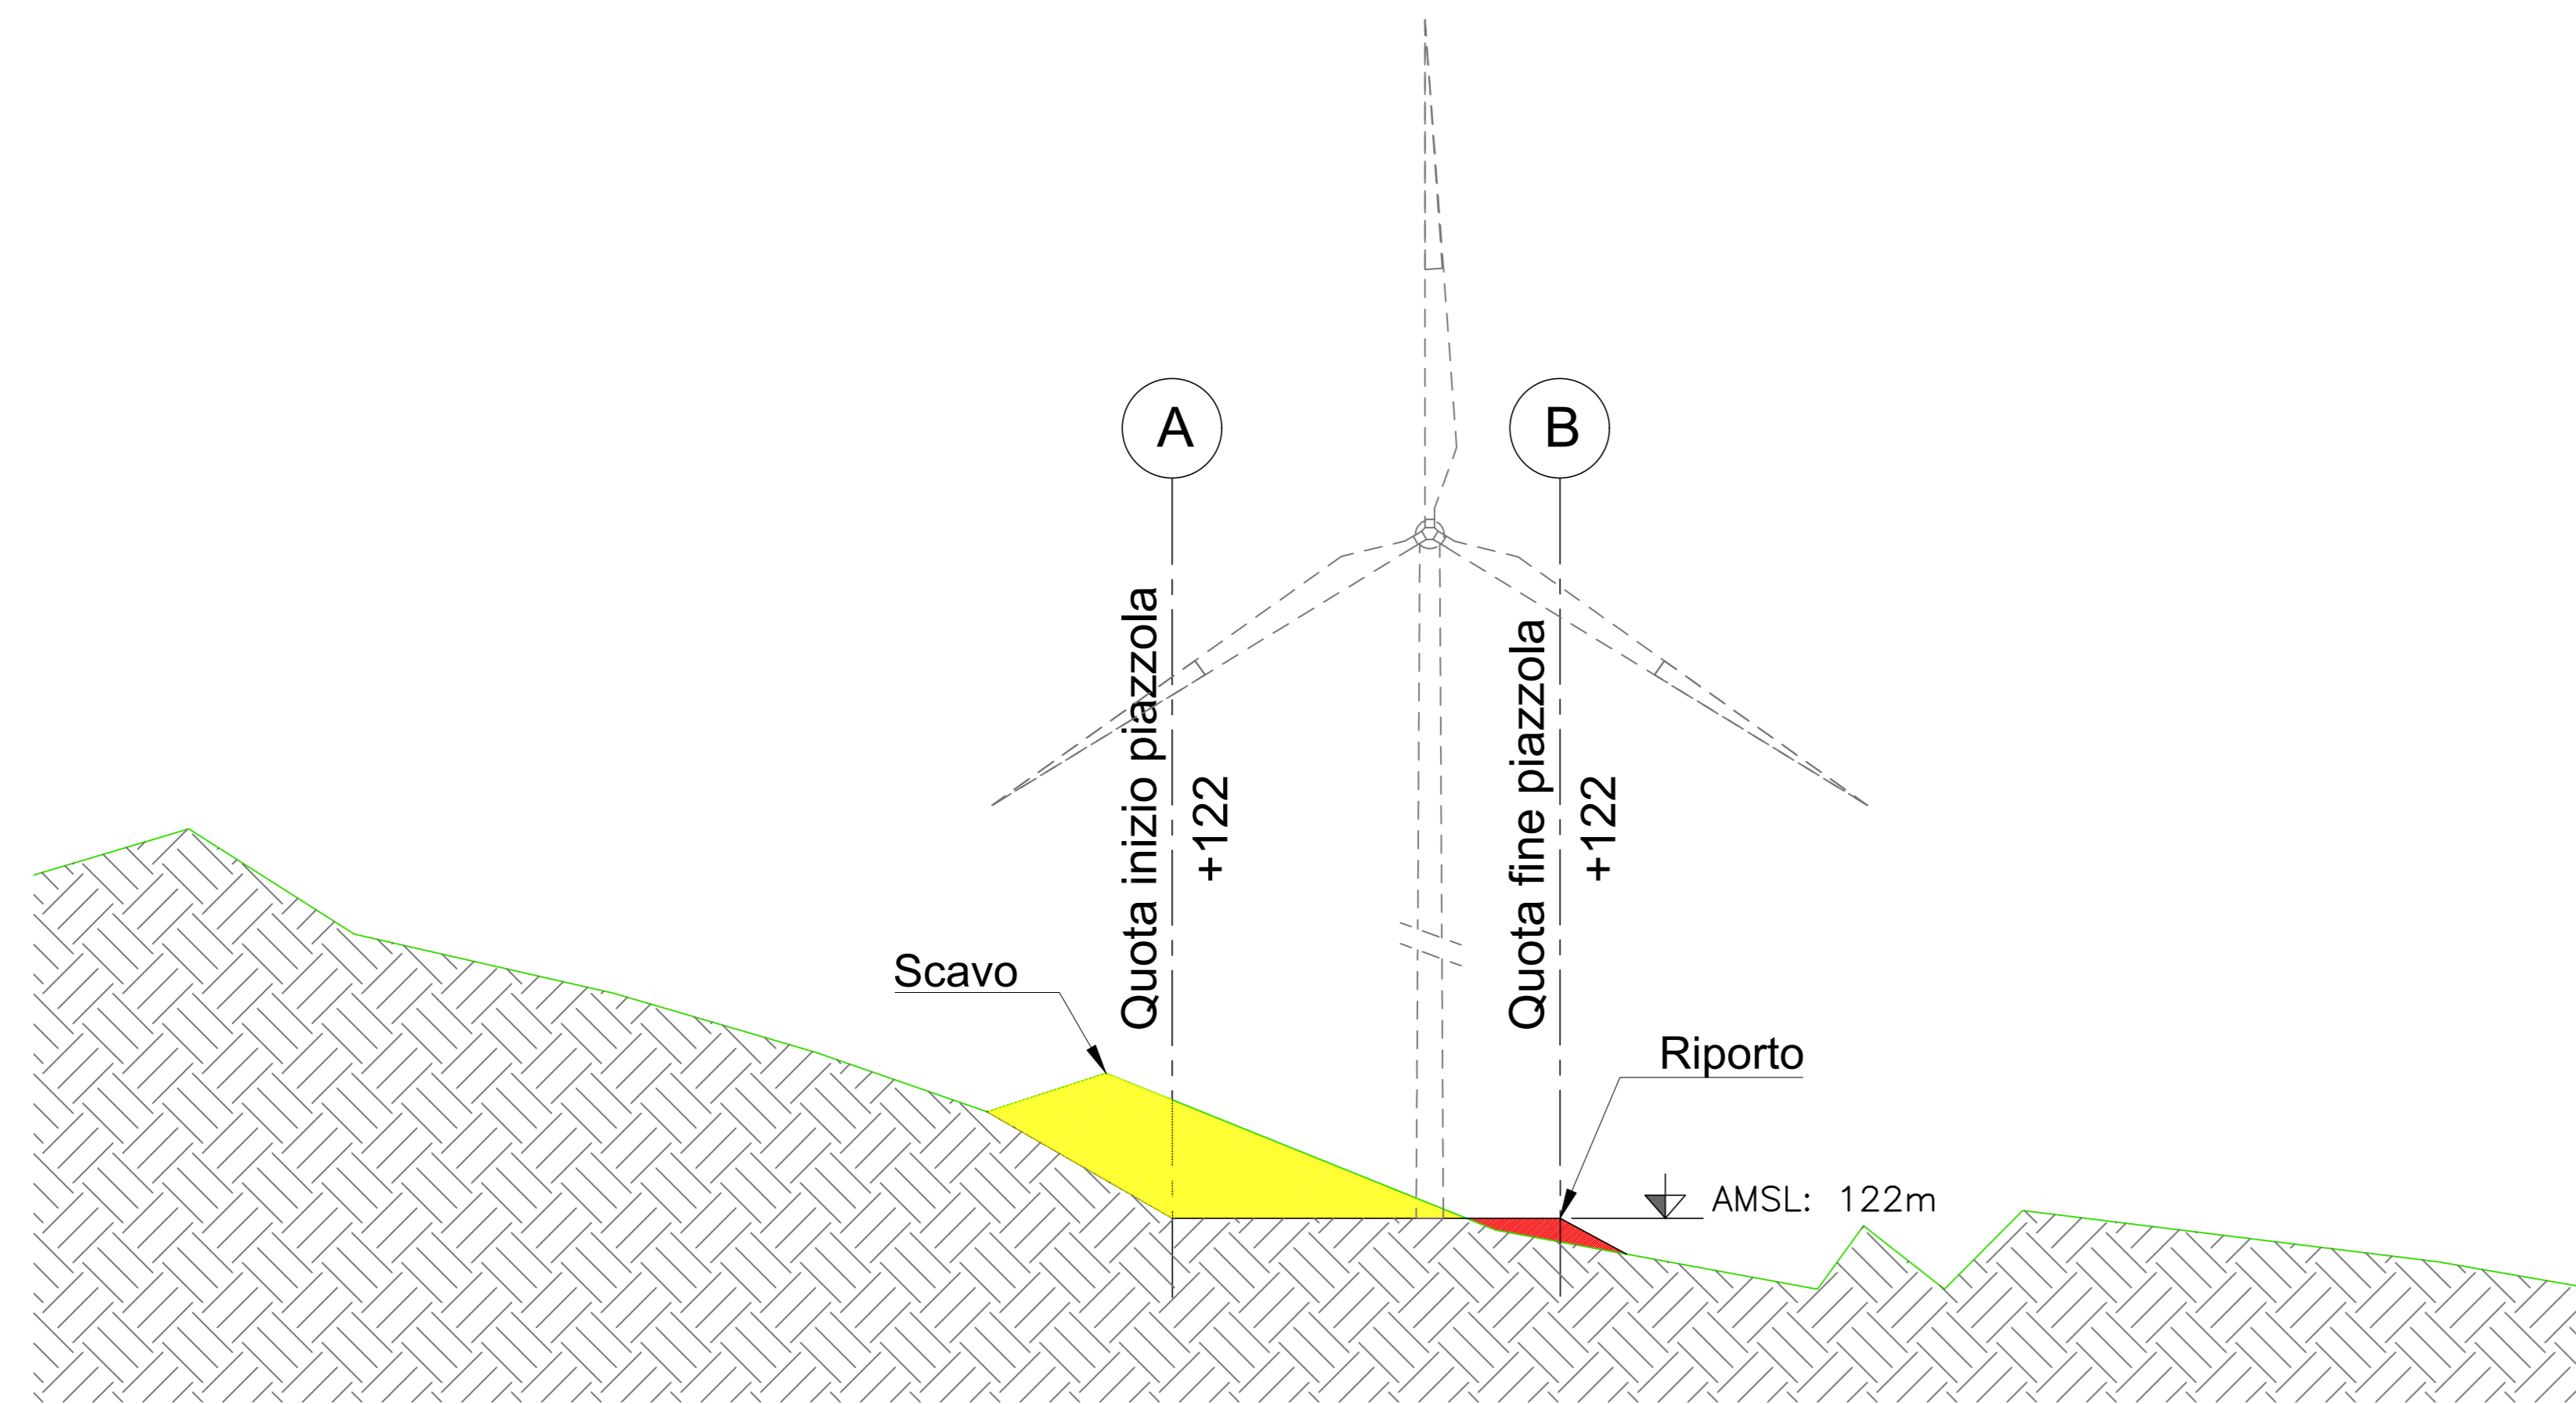 A
B
Quota inizio piazzola
+122
Quota fine piazzola
+122
Scavo
Riporto
AMSL: 122m